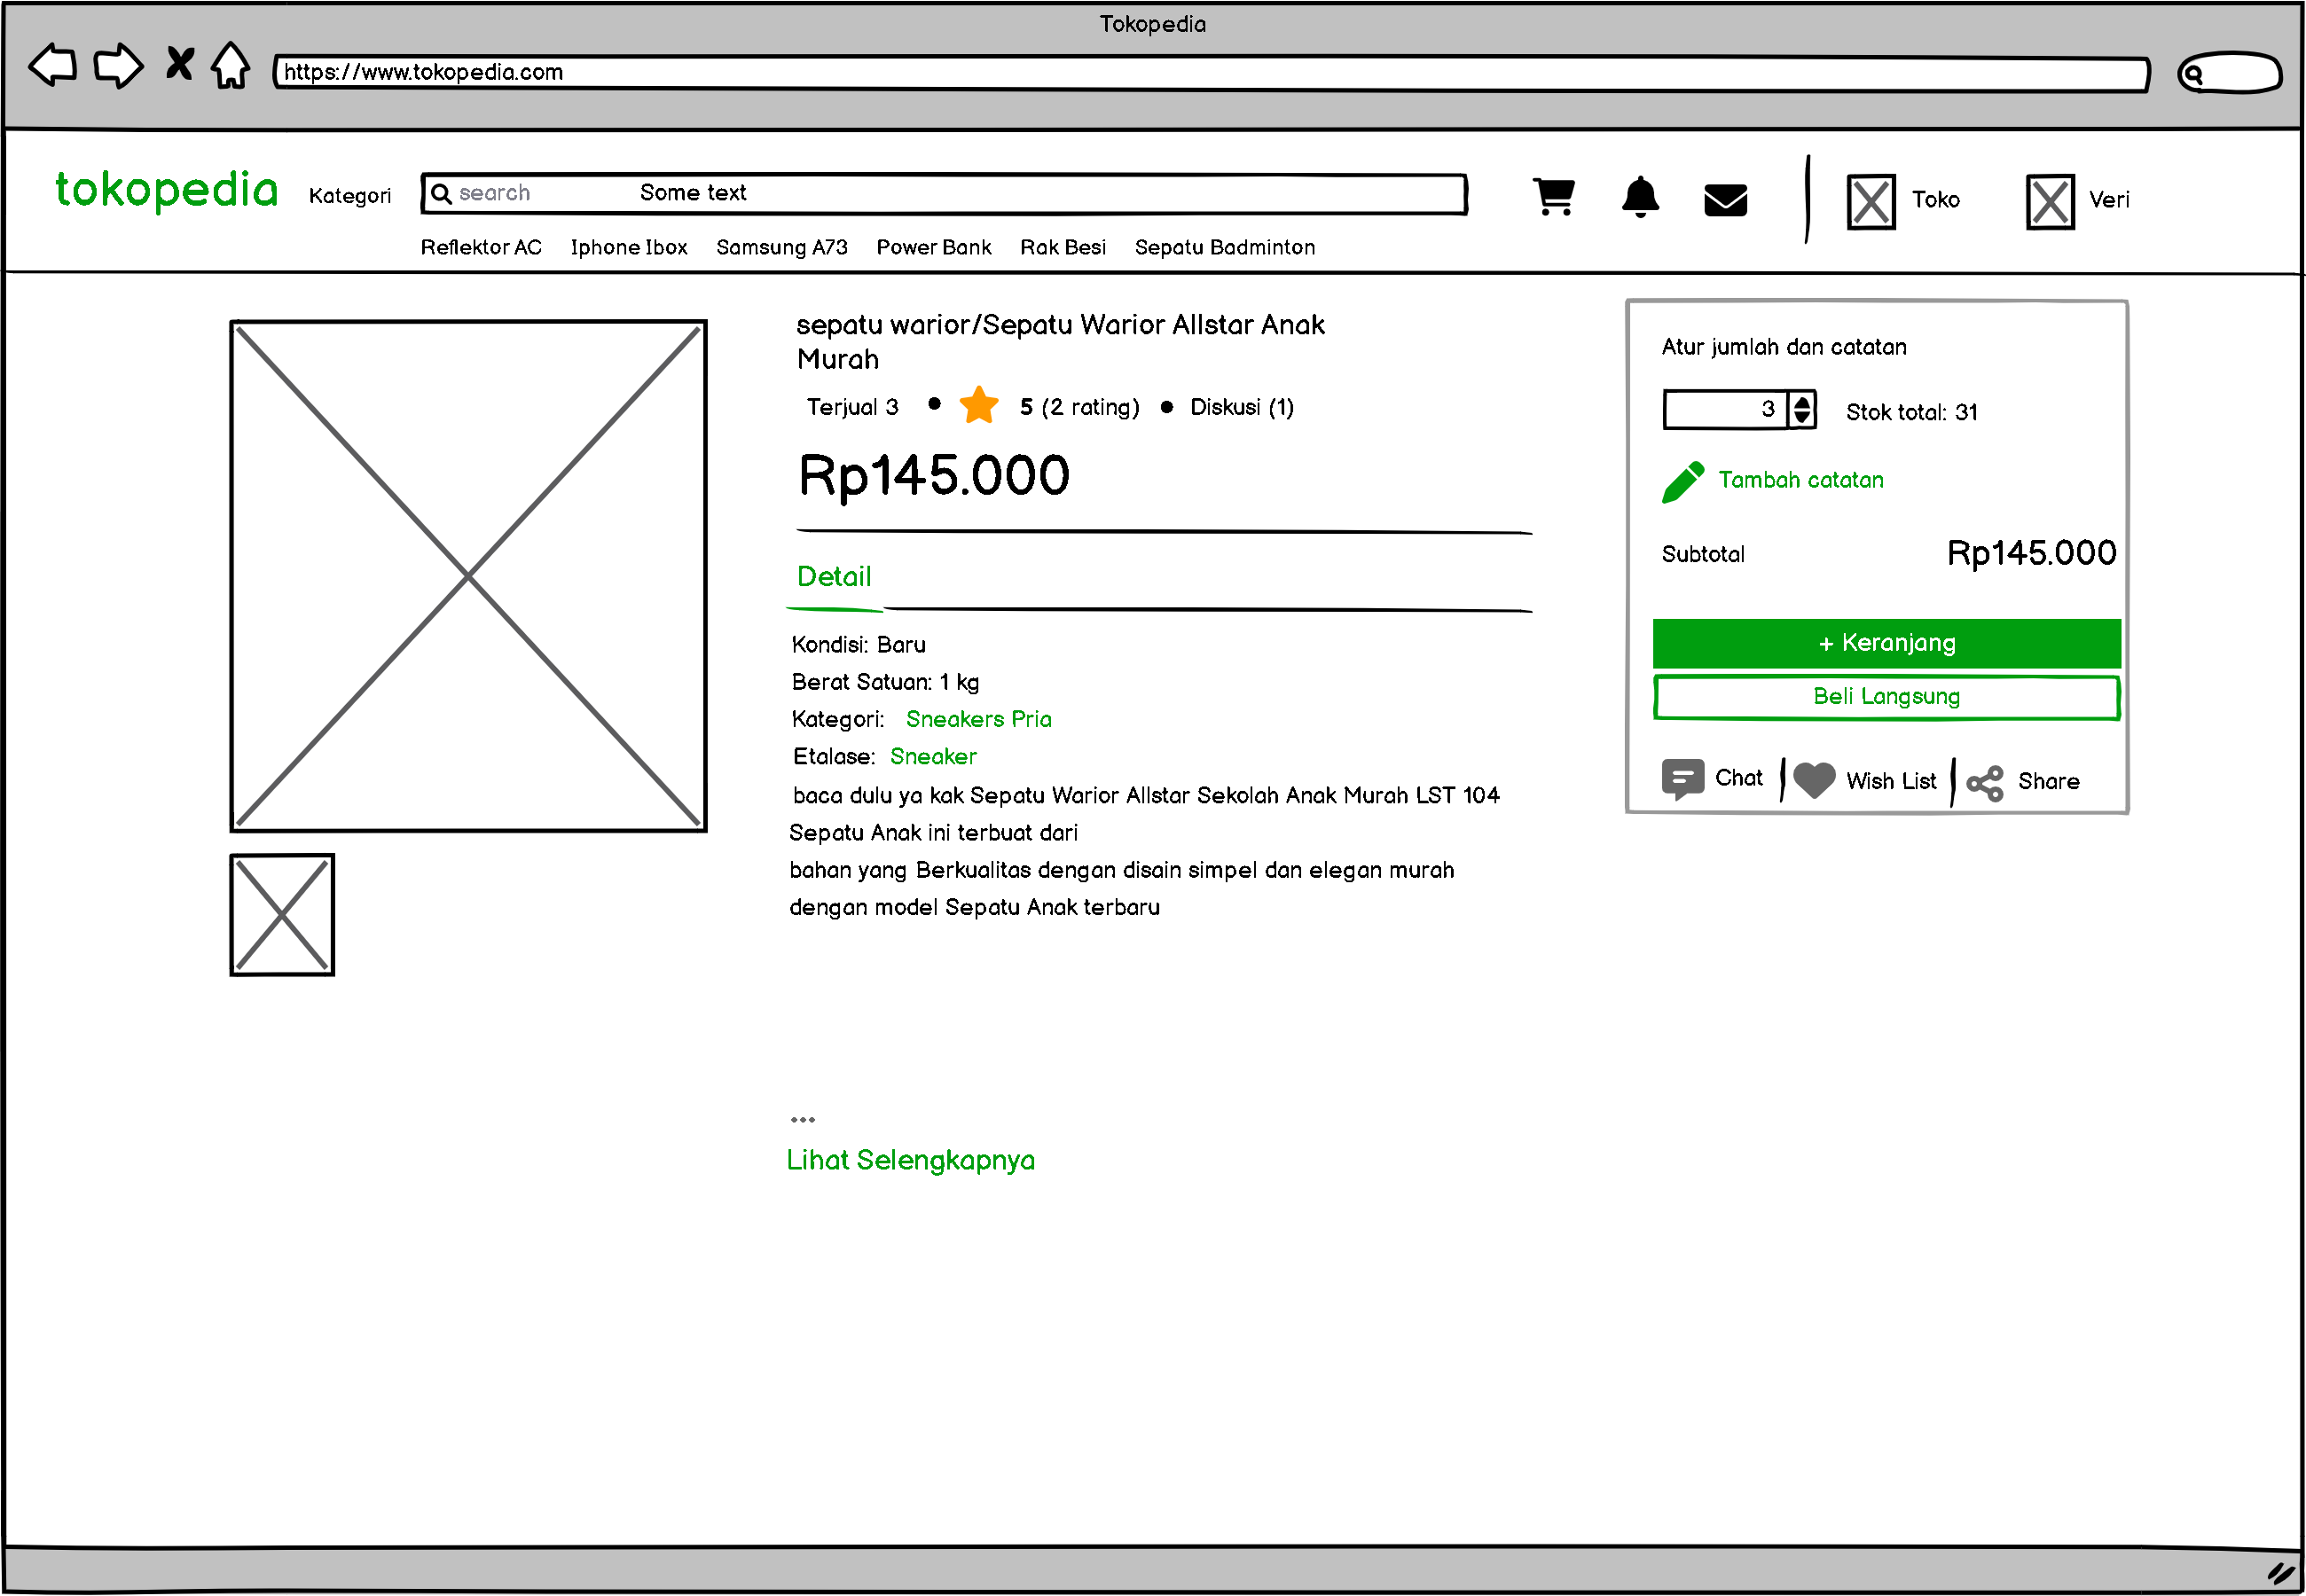 Tokopedia
https://www.tokopedia.com
tokopedia
Kategori
search
Some text
Toko
Veri
Reflektor AC Iphone Ibox Samsung A73 Power Bank Rak Besi Sepatu Badminton
sepatu warior/Sepatu Warior Allstar Anak
Murah
Terjual 3 • 5 (2 rating) • Diskusi (1)
Rp145.000
Detail
Kondisi: Baru
Berat Satuan: 1 kg
Kategori: Sneakers Pria
Etalase: Sneaker
baca dulu ya kak Sepatu Warior Allstar Sekolah Anak Murah LST 104
Sepatu Anak ini terbuat dari
bahan yang Berkualitas dengan disain simpel dan elegan murah
dengan model Sepatu Anak terbaru
...
Lihat Selengkapnya
Atur jumlah dan catatan
3
Stok total: 31
Tambah catatan
Subtotal Rp145.000
+ Keranjang
Beli Langsung
Chat
Wish List
Share